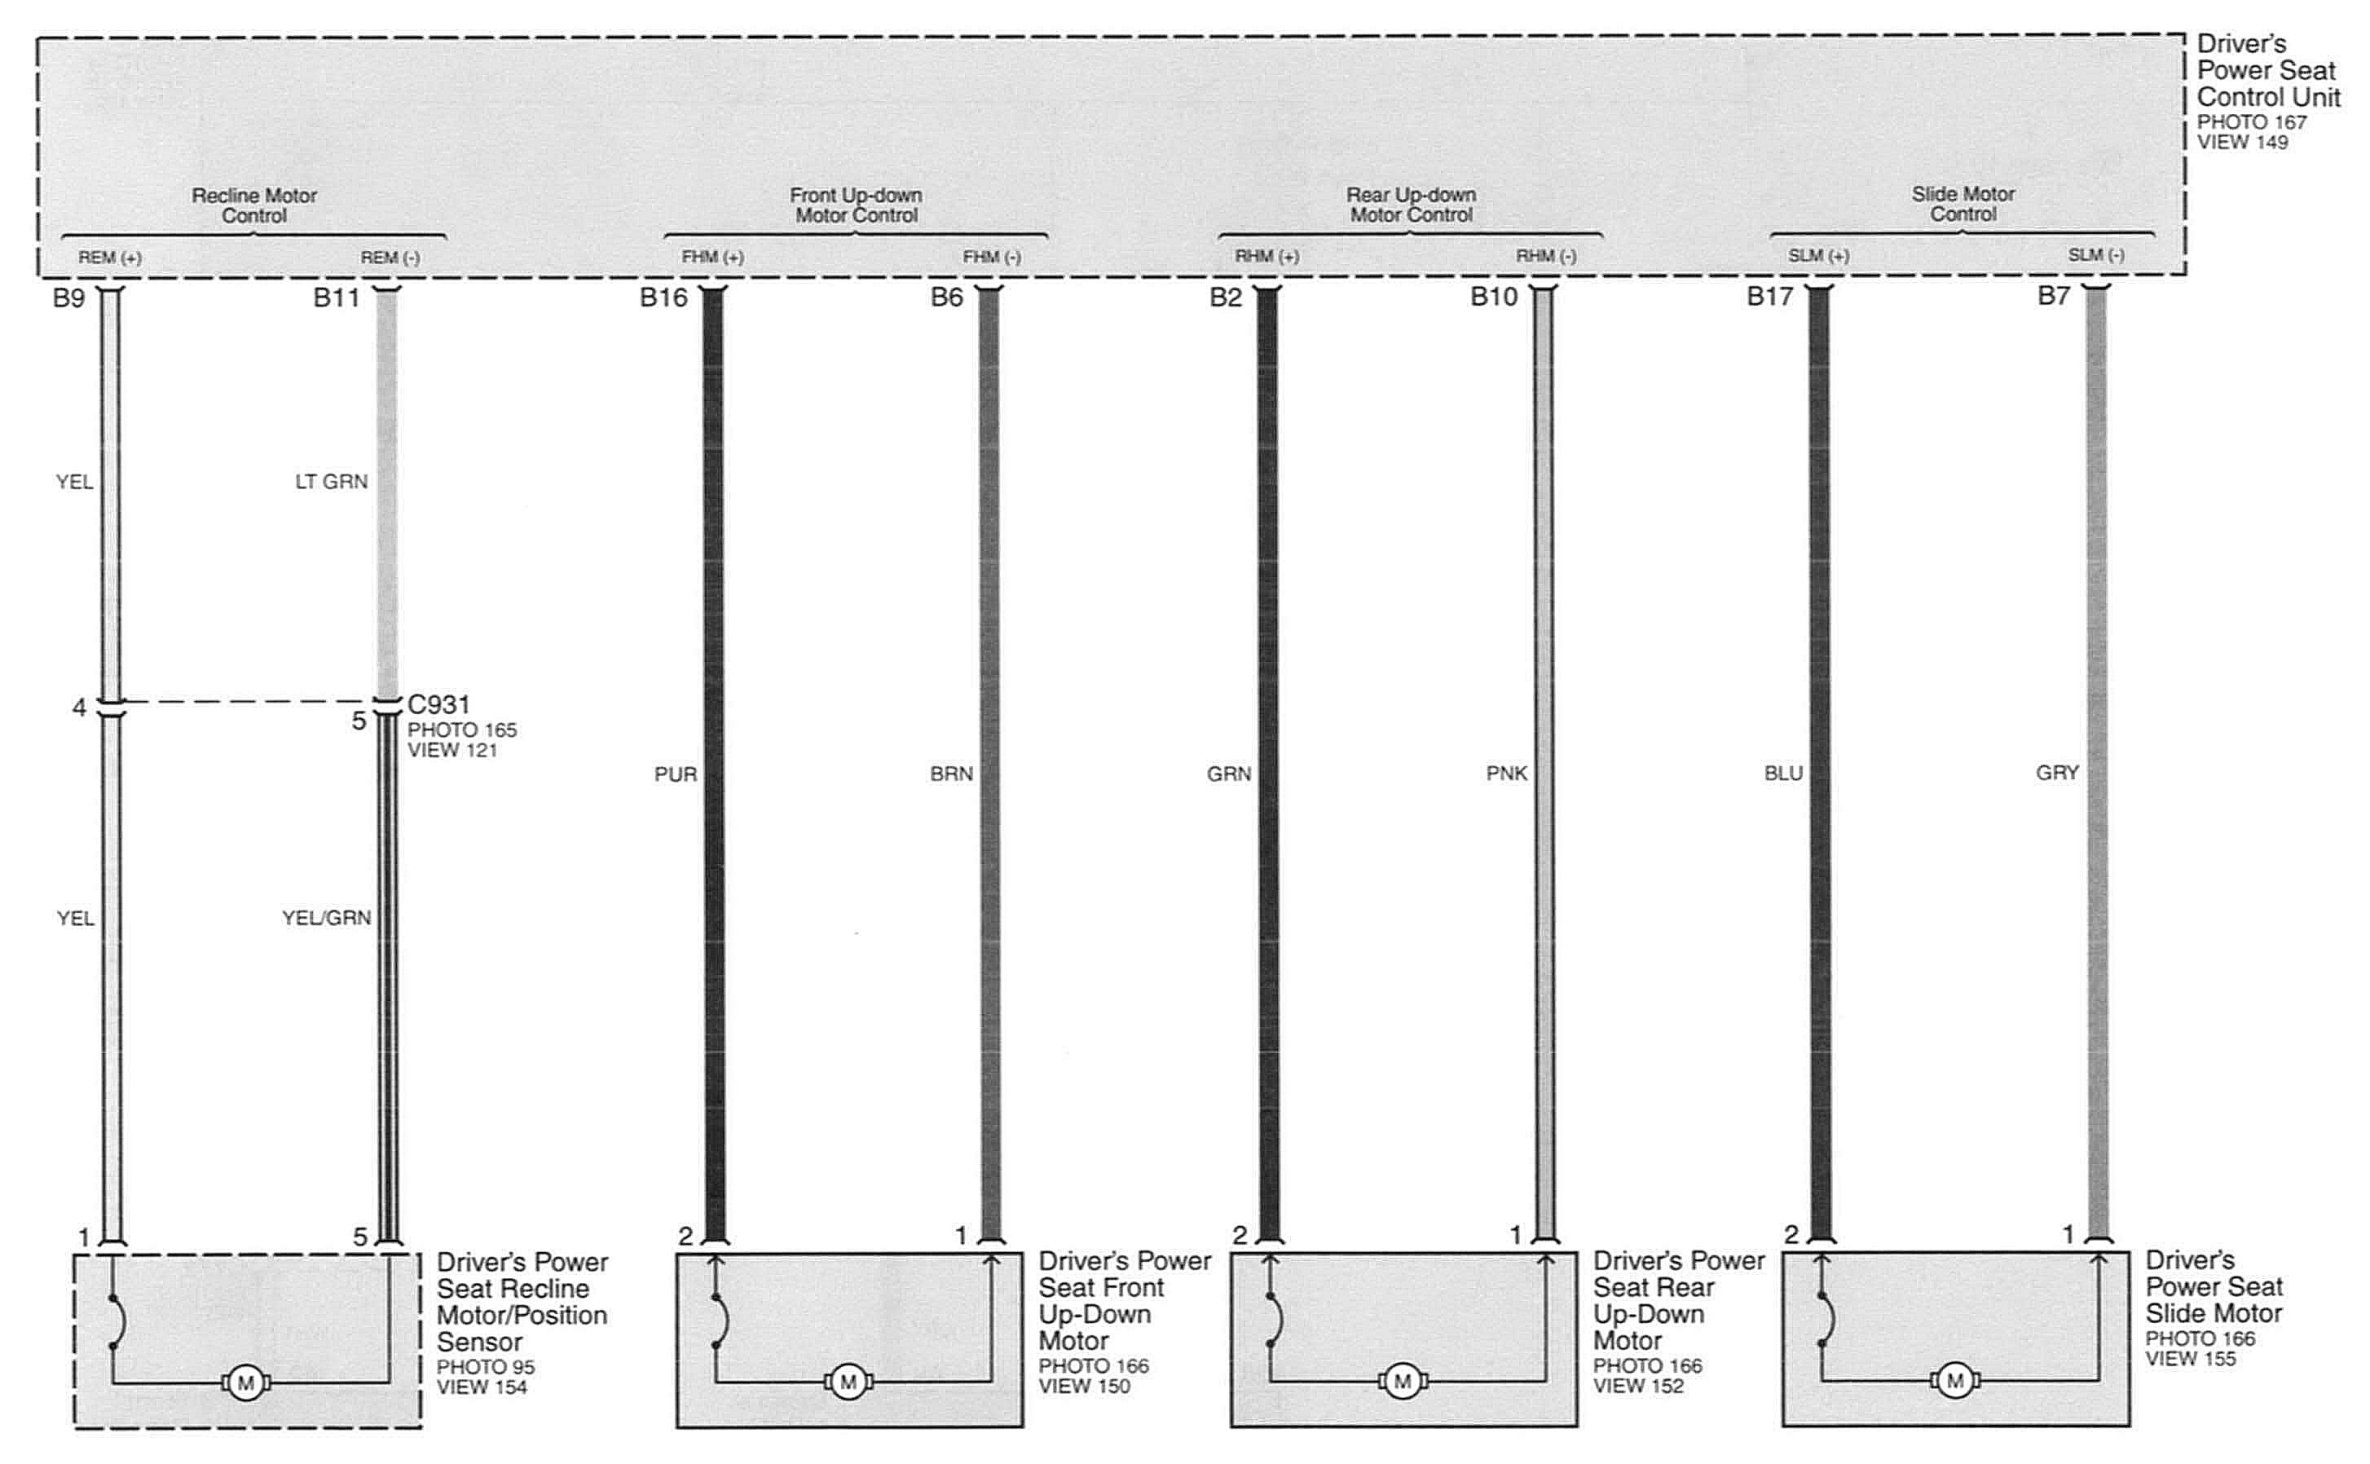 Driver's
Power Seat
Control Unit
PHOTO 167
VIEW 149
Recline Motor
Control
Front Up-down
Motor Control
Rear Up-down
Motor Control
Slide Motor
Control
REM (+)
REM (-)
FHM (+)
FHM (-)
RHM (+)
RHM (-)
SLM (+)
SLM (-)
B9
B11
B16
B6
B2
B10
B17
B7
YEL
LT GRN
4
5
C931
PHOTO 165
VIEW 121
PUR
BRN
GRN
PNK
BLU
GRY
YEL
YEL/GRN
1
5
2
1
2
1
2
1
Driver's Power
Seat Recline
Motor/Position
Sensor
PHOTO 95
VIEW 154
M
Driver's Power
Seat Front
Up-Down
Motor
PHOTO 166
VIEW 150
M
Driver's Power
Seat Rear
Up-Down
Motor
PHOTO 166
VIEW 152
M
Driver's
Power Seat
Slide Motor
PHOTO 166
VIEW 155
M